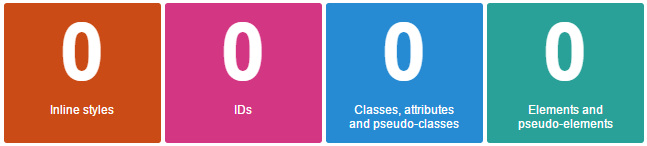 0
Inline styles
0
IDs
0
Classes, attributes
and pseudo-classes
0
Elements and
pseudo-elements